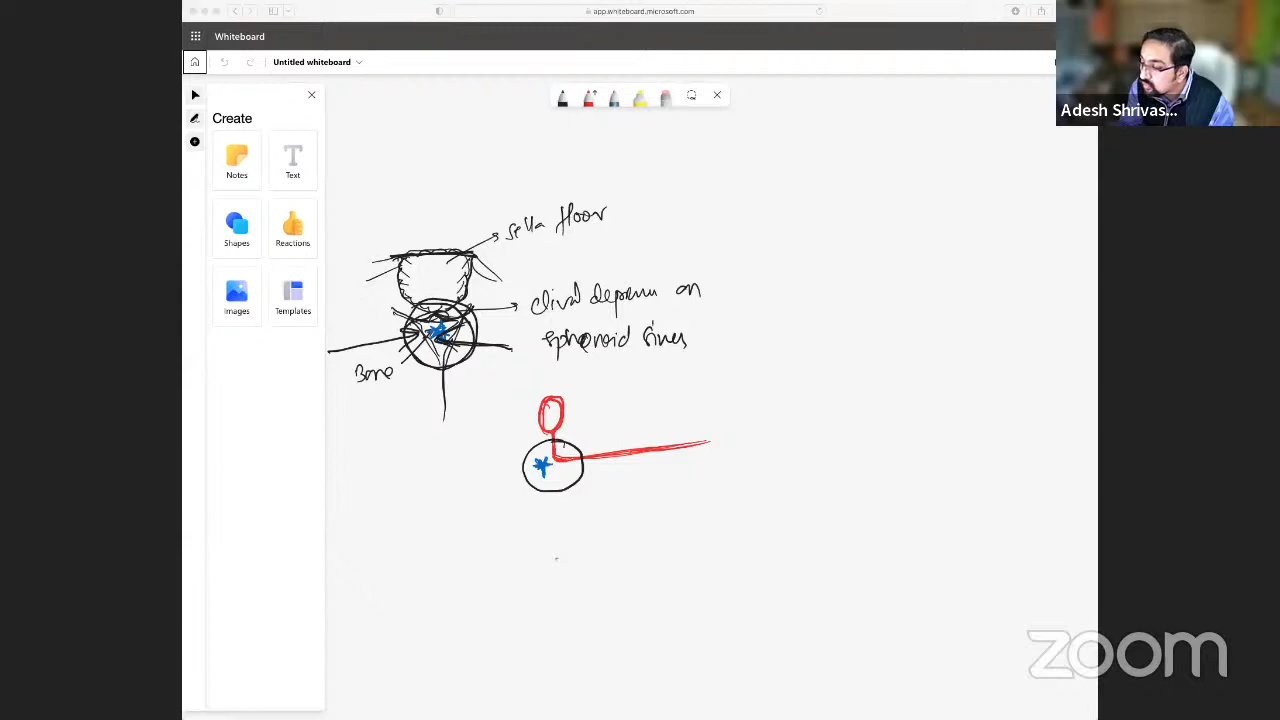 app.whiteboard.microsoft.com
Whiteboard
Untitled whiteboard
Adesh Shrivas...
Create
Notes
Text
Shapes
Reactions
Images
Templates
Sella floor
clival on
sphenoid sinus
Bone
zoom